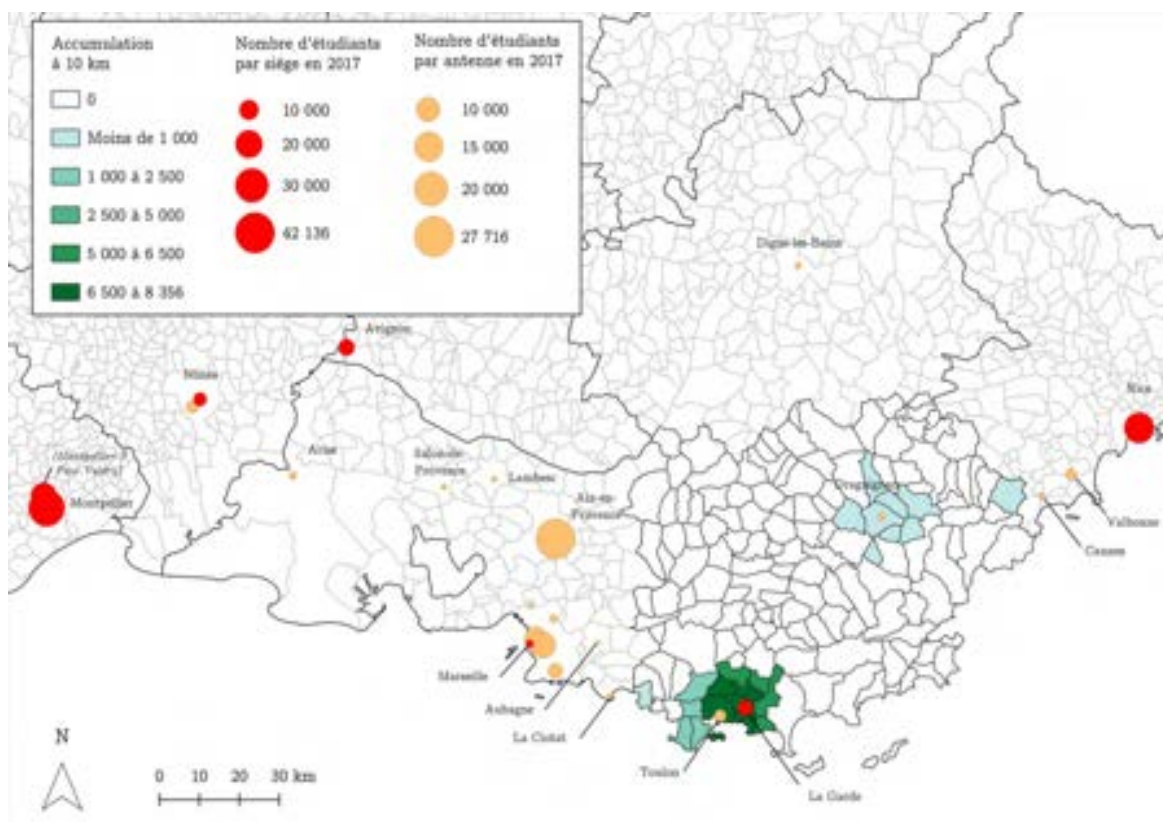 Accumulation
à 10 km
0
Moins de 1 000
1 000 à 2 500
2 500 à 5 000
5 000 à 6 500
6 500 à 8 356
Nombre d'étudiants
par siège en 2017
10 000
20 000
30 000
42 136
Nombre d'étudiants
par antenne en 2017
10 000
15 000
20 000
27 716
Digne-les-Bains
Avignon
Nîmes
Nice
Arles
Salon-de-
Provence
Lambesc
(Montpellier 3
Paul Valéry)
Montpellier
Aix-en-
Provence
Draguignan
Valbonne
Cannes
Marseille
Aubagne
La Ciotat
Toulon
La Garde
N
0 10 20 30 km